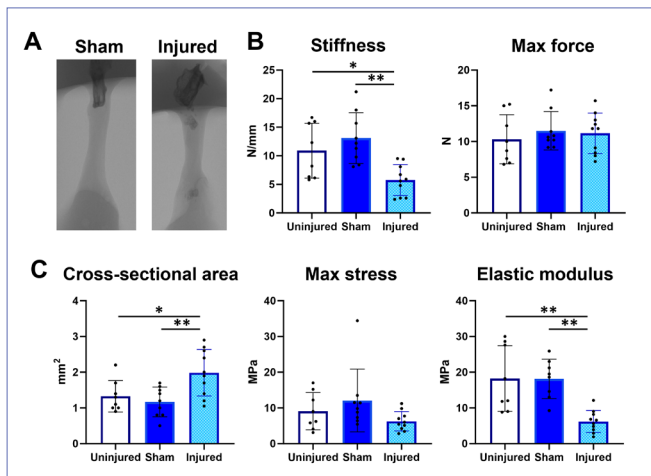 A
Sham
Injured
B
Stiffness
N/mm
25
20
15
10
5
0
*
**
Uninjured
Sham
Injured
Max force
N
20
15
10
5
0
Uninjured
Sham
Injured
C
Cross-sectional area
mm2
4
3
2
1
0
*
**
Uninjured
Sham
Injured
Max stress
MPa
40
30
20
10
0
Uninjured
Sham
Injured
Elastic modulus
MPa
40
30
20
10
0
**
**
Uninjured
Sham
Injured